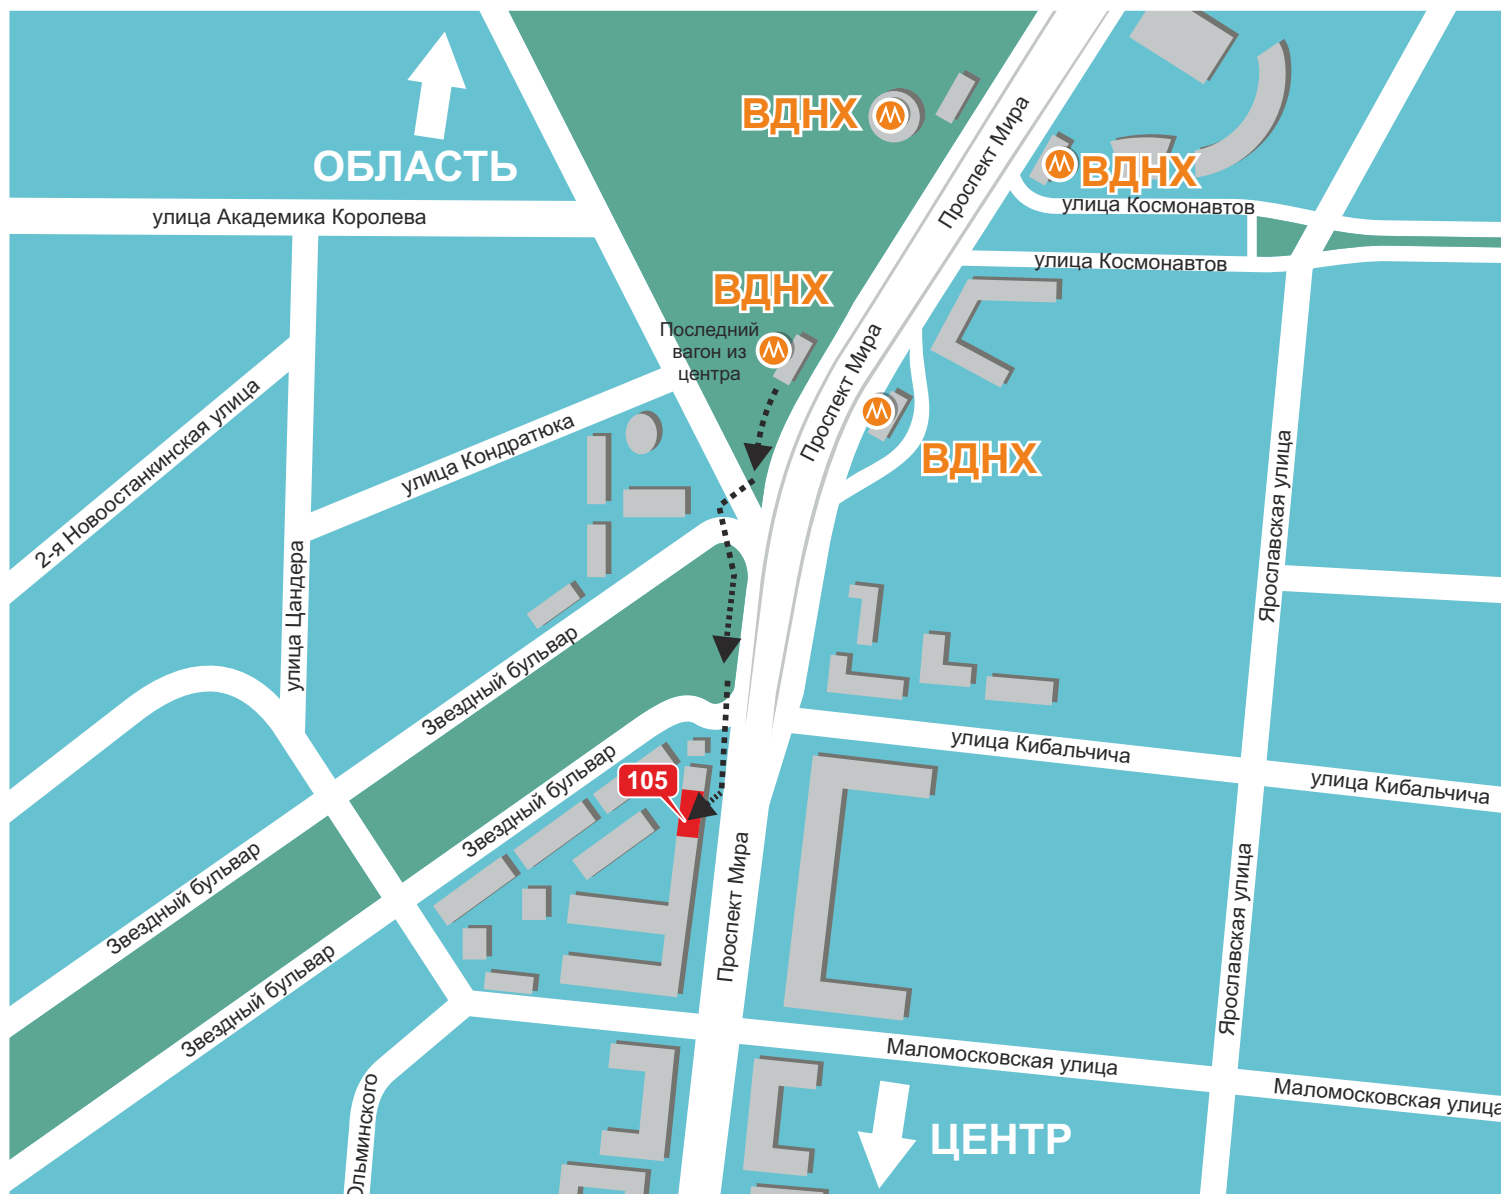 ВДНХ
Проспект Мира
ОБЛАСТЬ
ВДНХ
улица Космонавтов
улица Академика Королева
улица Космонавтов
ВДНХ
Последний
вагон из
центра
Проспект Мира
2-я Новоостанкинская улица
улица Кондратюка
ВДНХ
Ярославская улица
улица Цандера
Звездный бульвар
улица Кибальчича
улица Кибальчича
105
Звездный бульвар
Проспект Мира
Звездный бульвар
Ярославская улица
Звездный бульвар
Маломосковская улица
Маломосковская улица
Ольминского
ЦЕНТР